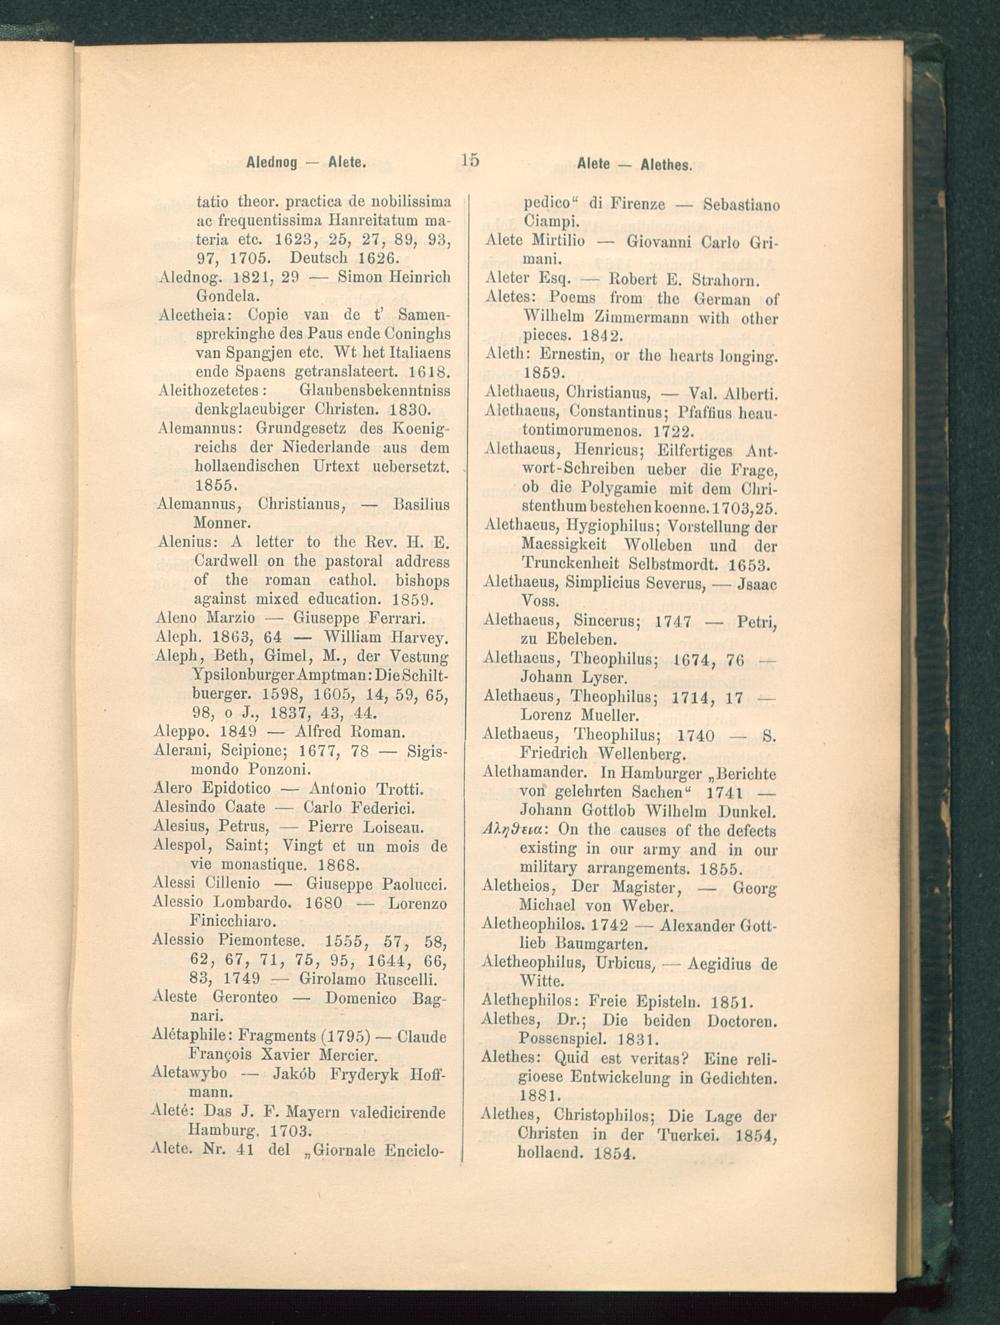 Alednog — Alete.
15
Alete — Alethes.
tatio theor. practica de nobilissima
ac frequentissima Hanreitatum ma-
teria etc. 1623, 25, 27, 89, 93,
97, 1705. Deutsch 1626.
Alednog. 1821, 29 — Simon Heinrich
Gondela.
Aleetheia: Copie van de t' Samen-
sprekinghe des Paus ende Coninghs
van Spangjen etc. Wt het Italiaens
ende Spaens getranslateert. 1618.
Aleithozetetes: Glaubensbekenntniss
denkglaeubiger Christen. 1830.
Alemannus: Grundgesetz des Koenig-
reichs der Niederlande aus dem
hollaendischen Urtext uebersetzt.
1855.
Alemannus, Christianus, — Basilius
Monner.
Alenius: A letter to the Rev. H. E.
Cardwell on the pastoral address
of the roman cathol. bishops
against mixed education. 1859.
Aleno Marzio — Giuseppe Ferrari.
Aleph. 1863, 64 — William Harvey.
Aleph, Beth, Gimel, M., der Vestung
Ypsilonburger Amptman: Die Schilt-
buerger. 1598, 1605, 14, 59, 65,
98, o J., 1837, 43, 44.
Aleppo. 1849 — Alfred Roman.
Alerani, Scipione; 1677, 78 — Sigis-
mondo Ponzoni.
Alero Epidotico — Antonio Trotti.
Alesindo Caate — Carlo Federici.
Alesius, Petrus, — Pierre Loiseau.
Alespol, Saint; Vingt et un mois de
vie monastique. 1868.
Alessi Cillenio — Giuseppe Paolucci.
Alessio Lombardo. 1680 — Lorenzo
Finicchiaro.
Alessio Piemontese. 1555, 57, 58,
62, 67, 71, 75, 95, 1644, 66,
83, 1749 — Girolamo Ruscelli.
Aleste Geronteo — Domenico Bag-
nari.
Alétaphile: Fragments (1795) — Claude
François Xavier Mercier.
Aletawybo — Jakób Fryderyk Hoff-
mann.
Aleté: Das J. F. Mayern valedicirende
Hamburg. 1703.
Alete. Nr. 41 del „Giornale Enciclo-
pedico“ di Firenze — Sebastiano
Ciampi.
Alete Mirtilio — Giovanni Carlo Gri-
mani.
Aleter Esq. — Robert E. Strahorn.
Aletes: Poems from the German of
Wilhelm Zimmermann with other
pieces. 1842.
Aleth: Ernestin, or the hearts longing.
1859.
Alethaeus, Christianus, — Val. Alberti.
Alethaeus, Constantinus; Pfaffius heau-
tontimorumenos. 1722.
Alethaeus, Henricus; Eilfertiges Ant-
wort-Schreiben ueber die Frage,
ob die Polygamie mit dem Chri-
stenthum bestehen koenne. 1703, 25.
Alethaeus, Hygiophilus; Vorstellung der
Maessigkeit Wolleben und der
Trunckenheit Selbstmordt. 1653.
Alethaeus, Simplicius Severus, — Jsaac
Voss.
Alethaeus, Sincerus; 1747 — Petri,
zu Ebeleben.
Alethaeus, Theophilus; 1674, 76 —
Johann Lyser.
Alethaeus, Theophilus; 1714, 17 —
Lorenz Mueller.
Alethaeus, Theophilus; 1740 — S.
Friedrich Wellenberg.
Alethamander. In Hamburger „Berichte
von gelehrten Sachen“ 1741 —
Johann Gottlob Wilhelm Dunkel.
Αληθεια: On the causes of the defects
existing in our army and in our
military arrangements. 1855.
Aletheios, Der Magister, — Georg
Michael von Weber.
Aletheophilos. 1742 — Alexander Gott-
lieb Baumgarten.
Aletheophilus, Urbicus, — Aegidius de
Witte.
Alethephilos: Freie Episteln. 1851.
Alethes, Dr.; Die beiden Doctoren.
Possenspiel. 1831.
Alethes: Quid est veritas? Eine reli-
gioese Entwickelung in Gedichten.
1881.
Alethes, Christophilos; Die Lage der
Christen in der Tuerkei. 1854,
hollaend. 1854.